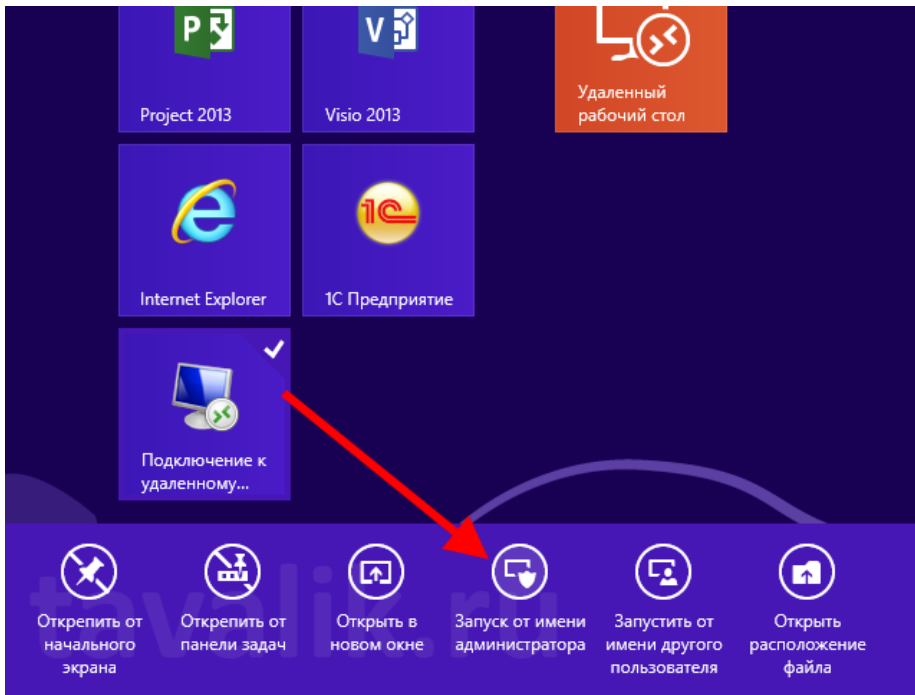 P
V
Project 2013
Visio 2013
Удаленный
рабочий стол
Internet Explorer
1С
1С Предприятие
Подключение к
удаленному...
Открепить от
начального
экрана
Открепить от
панели задач
Открыть в
новом окне
Запуск от имени
администратора
Запустить от
имени другого
пользователя
Открыть
расположение
файла
tavalik.ru